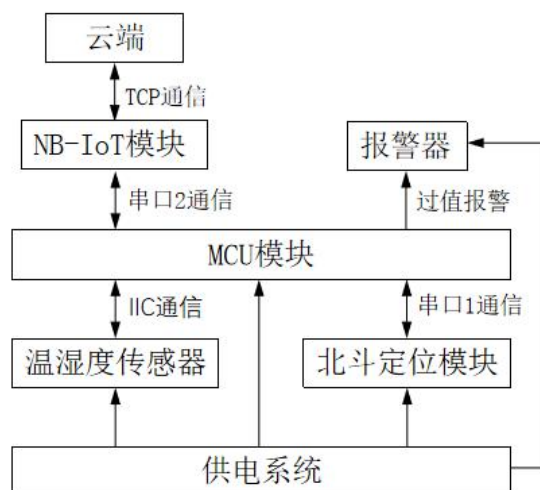 云端
TCP通信
NB-IoT模块
报警器
串口2通信
过值报警
MCU模块
IIC通信
串口1通信
温湿度传感器
北斗定位模块
供电系统